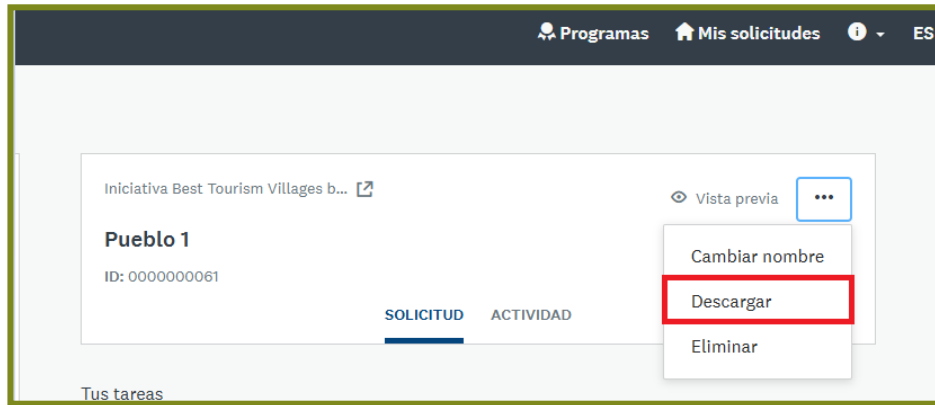 Programas Mis solicitudes ES
Iniciativa Best Tourism Villages b...
Vista previa
Pueblo 1
ID: 0000000061
Cambiar nombre
Descargar
Eliminar
SOLICITUD ACTIVIDAD
Tus tareas